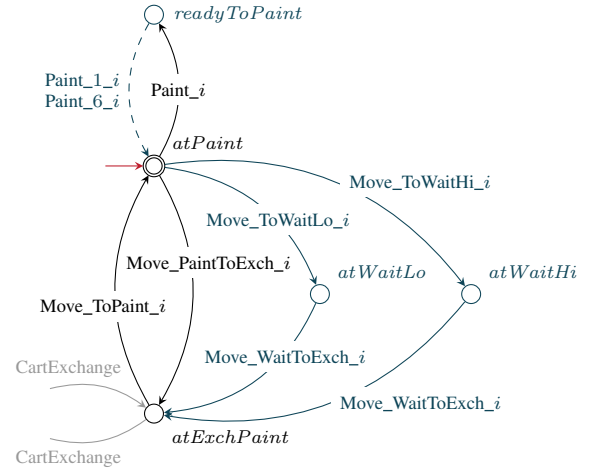 readyToPaint
Paint_1_i
Paint_6_i
Paint_i
atPaint
Move_ToWaitHi_i
Move_ToWaitLo_i
Move_PaintToExch_i
atWaitLo
atWaitHi
Move_ToPaint_i
Move_WaitToExch_i
CartExchange
Move_WaitToExch_i
atExchPaint
CartExchange